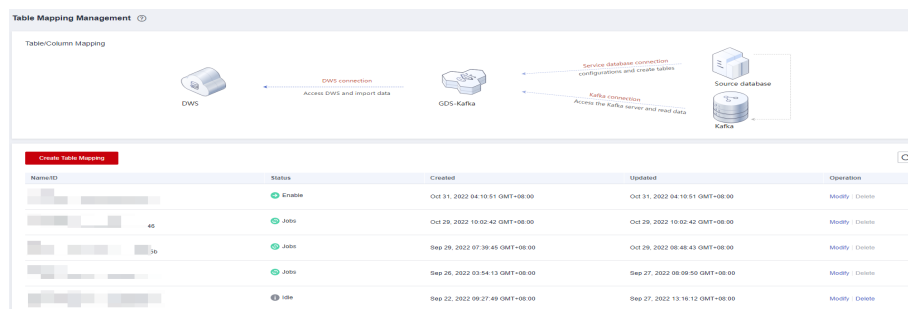 Table Mapping Management
Table/Column Mapping
Service database connection
configurations and create tables
Source database
DWS connection
Access DWS and import data
DWS
GDS-Kafka
Kafka connection
Access the Kafka server and read data
Kafka
Create Table Mapping
Name/ID Status Created Updated Operation
Enable Oct 31, 2022 04:10:51 GMT+08:00 Oct 31, 2022 04:10:51 GMT+08:00 Modify | Delete
46 Jobs Oct 29, 2022 10:02:42 GMT+08:00 Oct 29, 2022 10:02:42 GMT+08:00 Modify | Delete
Jobs Sep 29, 2022 07:39:45 GMT+08:00 Oct 29, 2022 08:48:43 GMT+08:00 Modify | Delete
Jobs Sep 26, 2022 03:54:13 GMT+08:00 Sep 27, 2022 08:09:50 GMT+08:00 Modify | Delete
Idle Sep 22, 2022 09:27:49 GMT+08:00 Sep 27, 2022 13:16:12 GMT+08:00 Modify | Delete